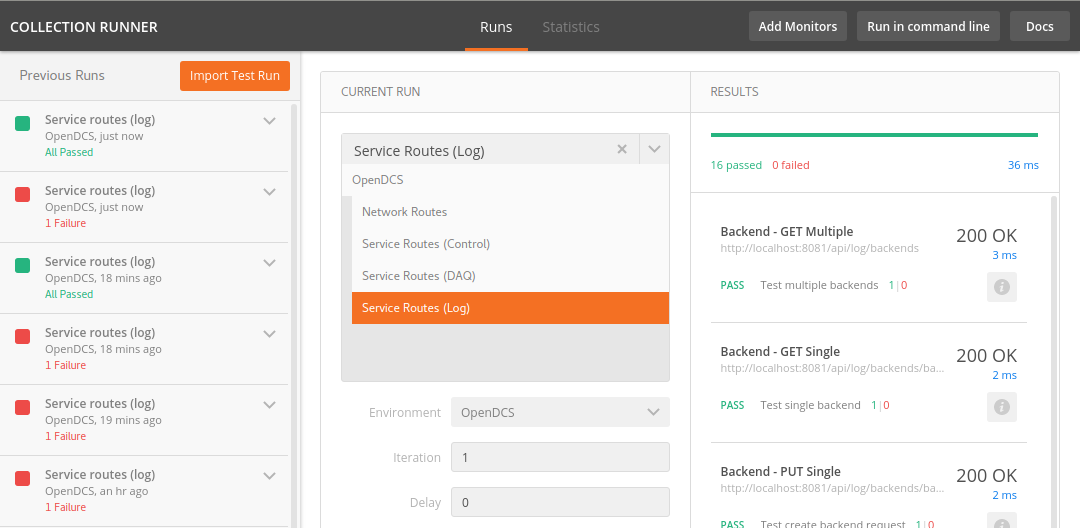 COLLECTION RUNNER
Runs
Statistics
Add Monitors
Run in command line
Docs
Previous Runs
Import Test Run
Service routes (log)
OpenDCS, just now
All Passed
Service routes (log)
OpenDCS, just now
1 Failure
Service routes (log)
OpenDCS, 18 mins ago
All Passed
Service routes (log)
OpenDCS, 18 mins ago
1 Failure
Service routes (log)
OpenDCS, 19 mins ago
1 Failure
Service routes (log)
OpenDCS, an hr ago
1 Failure
CURRENT RUN
Service Routes (Log)
OpenDCS
Network Routes
Service Routes (Control)
Service Routes (DAQ)
Service Routes (Log)
Environment OpenDCS
Iteration 1
Delay 0
RESULTS
16 passed 0 failed 36 ms
Backend - GET Multiple
http://localhost:8081/api/log/backends
200 OK
3 ms
PASS Test multiple backends 1|0
Backend - GET Single
http://localhost:8081/api/log/backends/ba...
200 OK
2 ms
PASS Test single backend 1|0
Backend - PUT Single
http://localhost:8081/api/log/backends/ba...
200 OK
2 ms
PASS Test create backend request 1|0